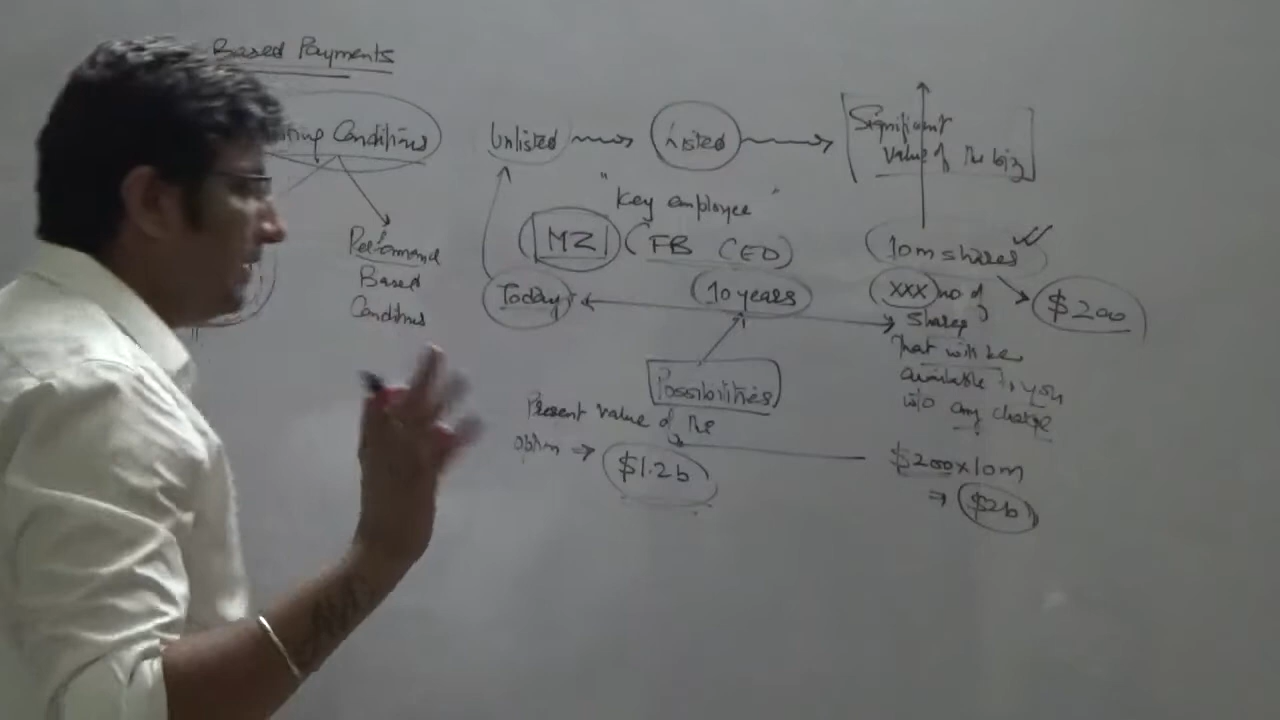 Based Payments
Conditions
Performance
Based
Conditions
Unlisted
Listed
Significant
value of the biz
"Key employee"
MZ (FB CEO)
Today
10 years
Possibilities
Present value of the
option ⇒ $1.2b
10m shares
$200
XXX no of
shares
that will be
available to you
w/o any charge
$200x10m
⇒ $2b